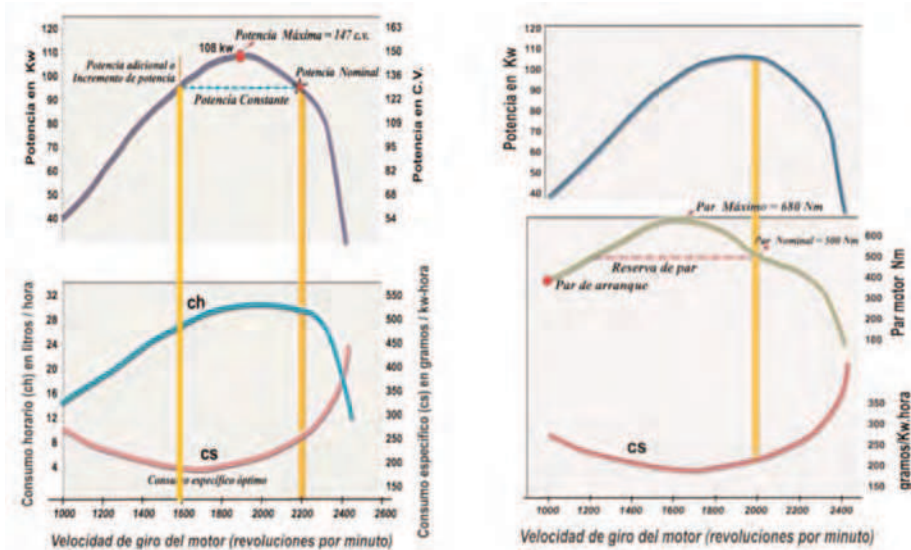 Potencia en Kw
120
110
100
90
80
70
60
50
40
108 kw
Potencia Máxima = 147 c.v.
Potencia adicional o
Incremento de potencia
Potencia Nominal
Potencia Constante
Potencia en C.V.
163
150
136
129
109
95
82
68
54
Consumo horario (ch) en litros / hora
32
28
24
20
16
12
8
4
ch
cs
Consumo específico óptimo
Consumo específico (cs) en gramos / kw-hora
550
500
450
400
350
300
250
200
150
1000 1200 1400 1600 1800 2000 2200 2400 2600
Velocidad de giro del motor (revoluciones por minuto)
Potencia en Kw
120
110
100
90
80
70
60
50
40
Par Máximo = 680 Nm
Par Nominal = 500 Nm
Reserva de par
Par de arranque
Par motor Nm
600
500
400
300
100
cs
gramos/Kw.hora
350
300
250
200
150
1000 1200 1400 1600 1800 2000 2200 2400
Velocidad de giro del motor (revoluciones por minuto)